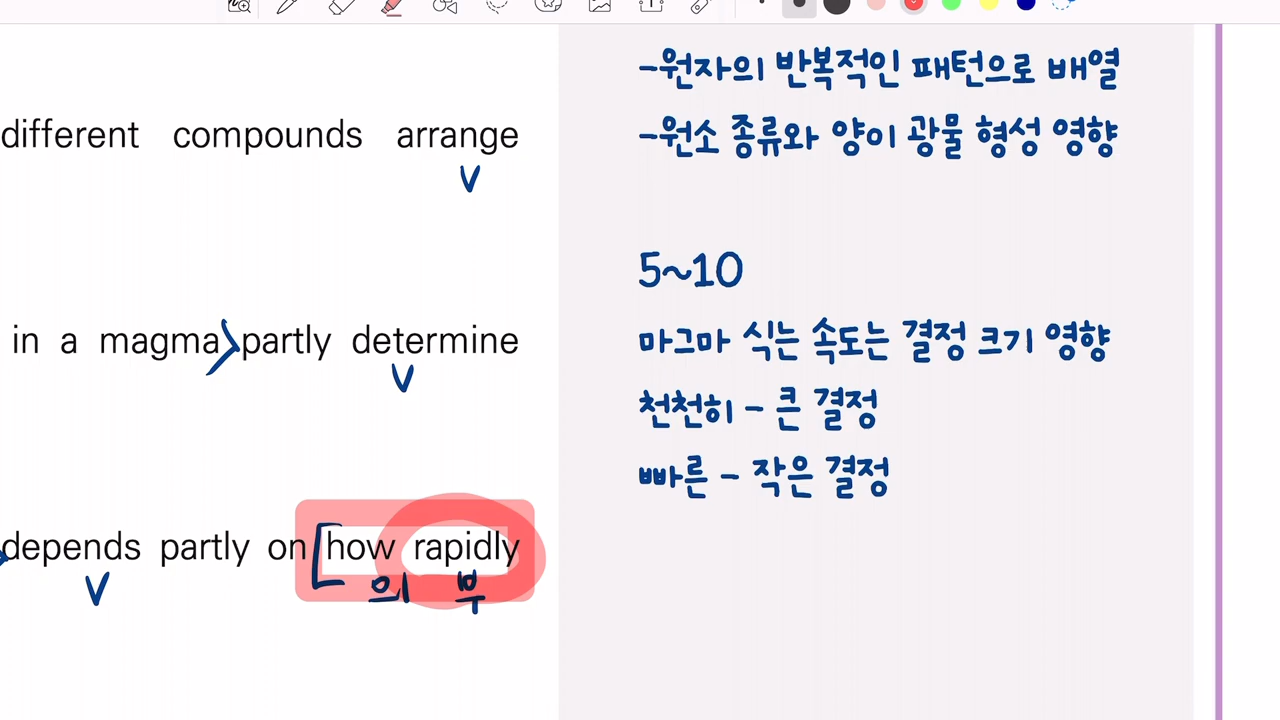 different compounds arrange
V
in a magma partly determine
V
depends partly on how rapidly
V 의 부
-원자의 반복적인 패턴으로 배열
-원소 종류와 양이 광물 형성 영향
5~10
마그마 식는 속도는 결정 크기 영향
천천히 - 큰 결정
빠른 - 작은 결정